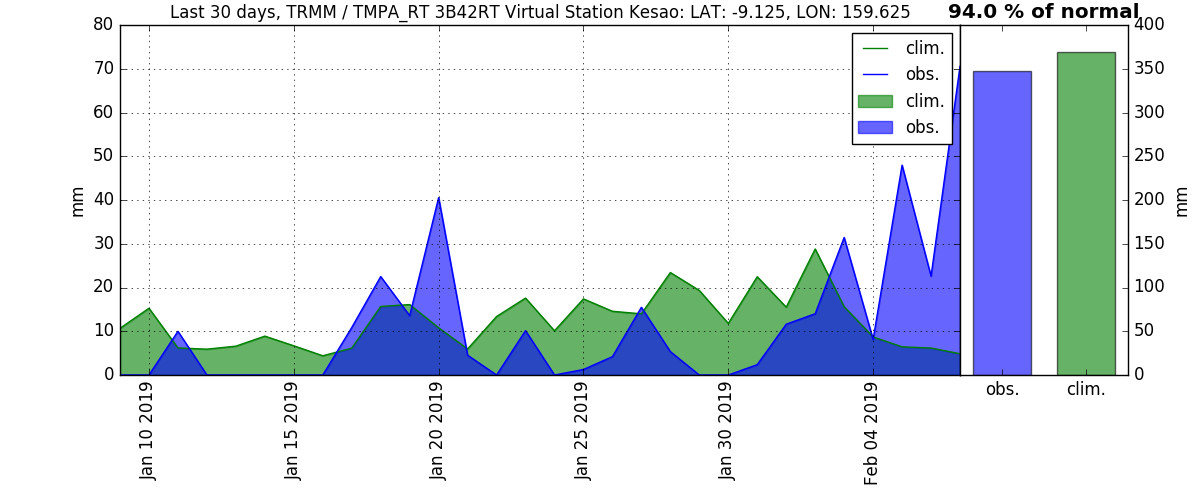 Last 30 days, TRMM / TMPA_RT 3B42RT Virtual Station Kesao: LAT: -9.125, LON: 159.625
94.0 % of normal
clim.
obs.
clim.
obs.
80
70
60
50
40
30
20
10
0
mm
400
350
300
250
200
150
100
50
0
mm
Jan 10 2019
Jan 15 2019
Jan 20 2019
Jan 25 2019
Jan 30 2019
Feb 04 2019
obs.
clim.